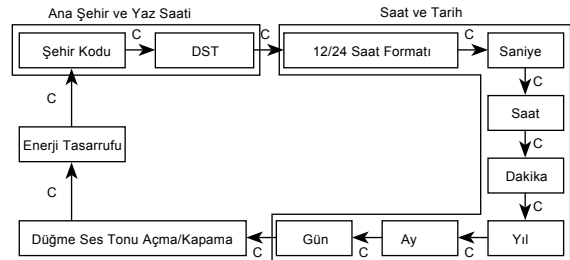 Ana Şehir ve Yaz Saati
Saat ve Tarih
Şehir Kodu
C
DST
C
12/24 Saat Formatı
C
Saniye
C
Saat
C
Dakika
C
Yıl
C
Ay
C
Gün
C
Düğme Ses Tonu Açma/Kapama
C
Enerji Tasarrufu
C